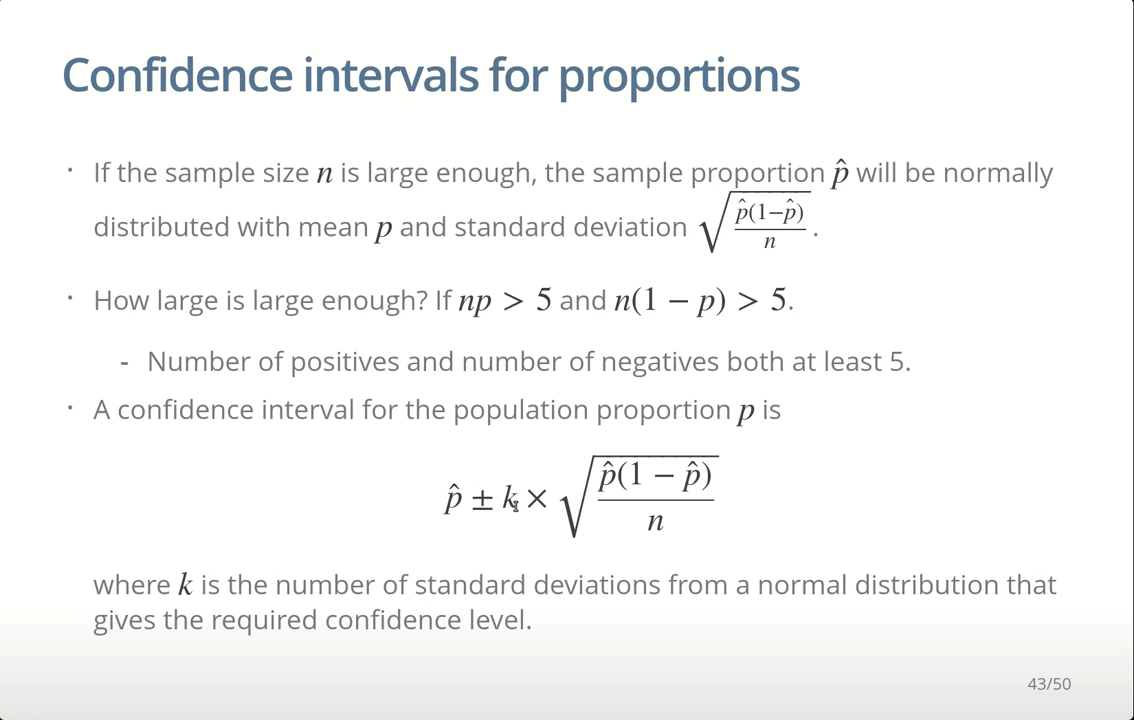 Confidence intervals for proportions
· If the sample size n is large enough, the sample proportion p̂ will be normally
distributed with mean p and standard deviation √(p̂(1−p̂)/n).
· How large is large enough? If np > 5 and n(1 − p) > 5.
- Number of positives and number of negatives both at least 5.
· A confidence interval for the population proportion p is
p̂ ± k × √(p̂(1 − p̂)/n)
where k is the number of standard deviations from a normal distribution that
gives the required confidence level.
43/50